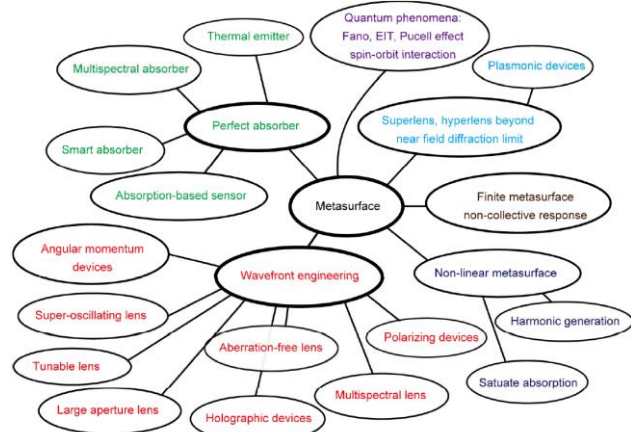 Quantum phenomena:
Fano, EIT, Pucell effect
spin-orbit interaction
Thermal emitter
Plasmonic devices
Multispectral absorber
Perfect absorber
Superlens, hyperlens beyond
near field diffraction limit
Smart absorber
Absorption-based sensor
Metasurface
Finite metasurface
non-collective response
Angular momentum
devices
Wavefront engineering
Non-linear metasurface
Super-oscillating lens
Harmonic generation
Polarizing devices
Aberration-free lens
Tunable lens
Satuate absorption
Multispectral lens
Large aperture lens
Holographic devices